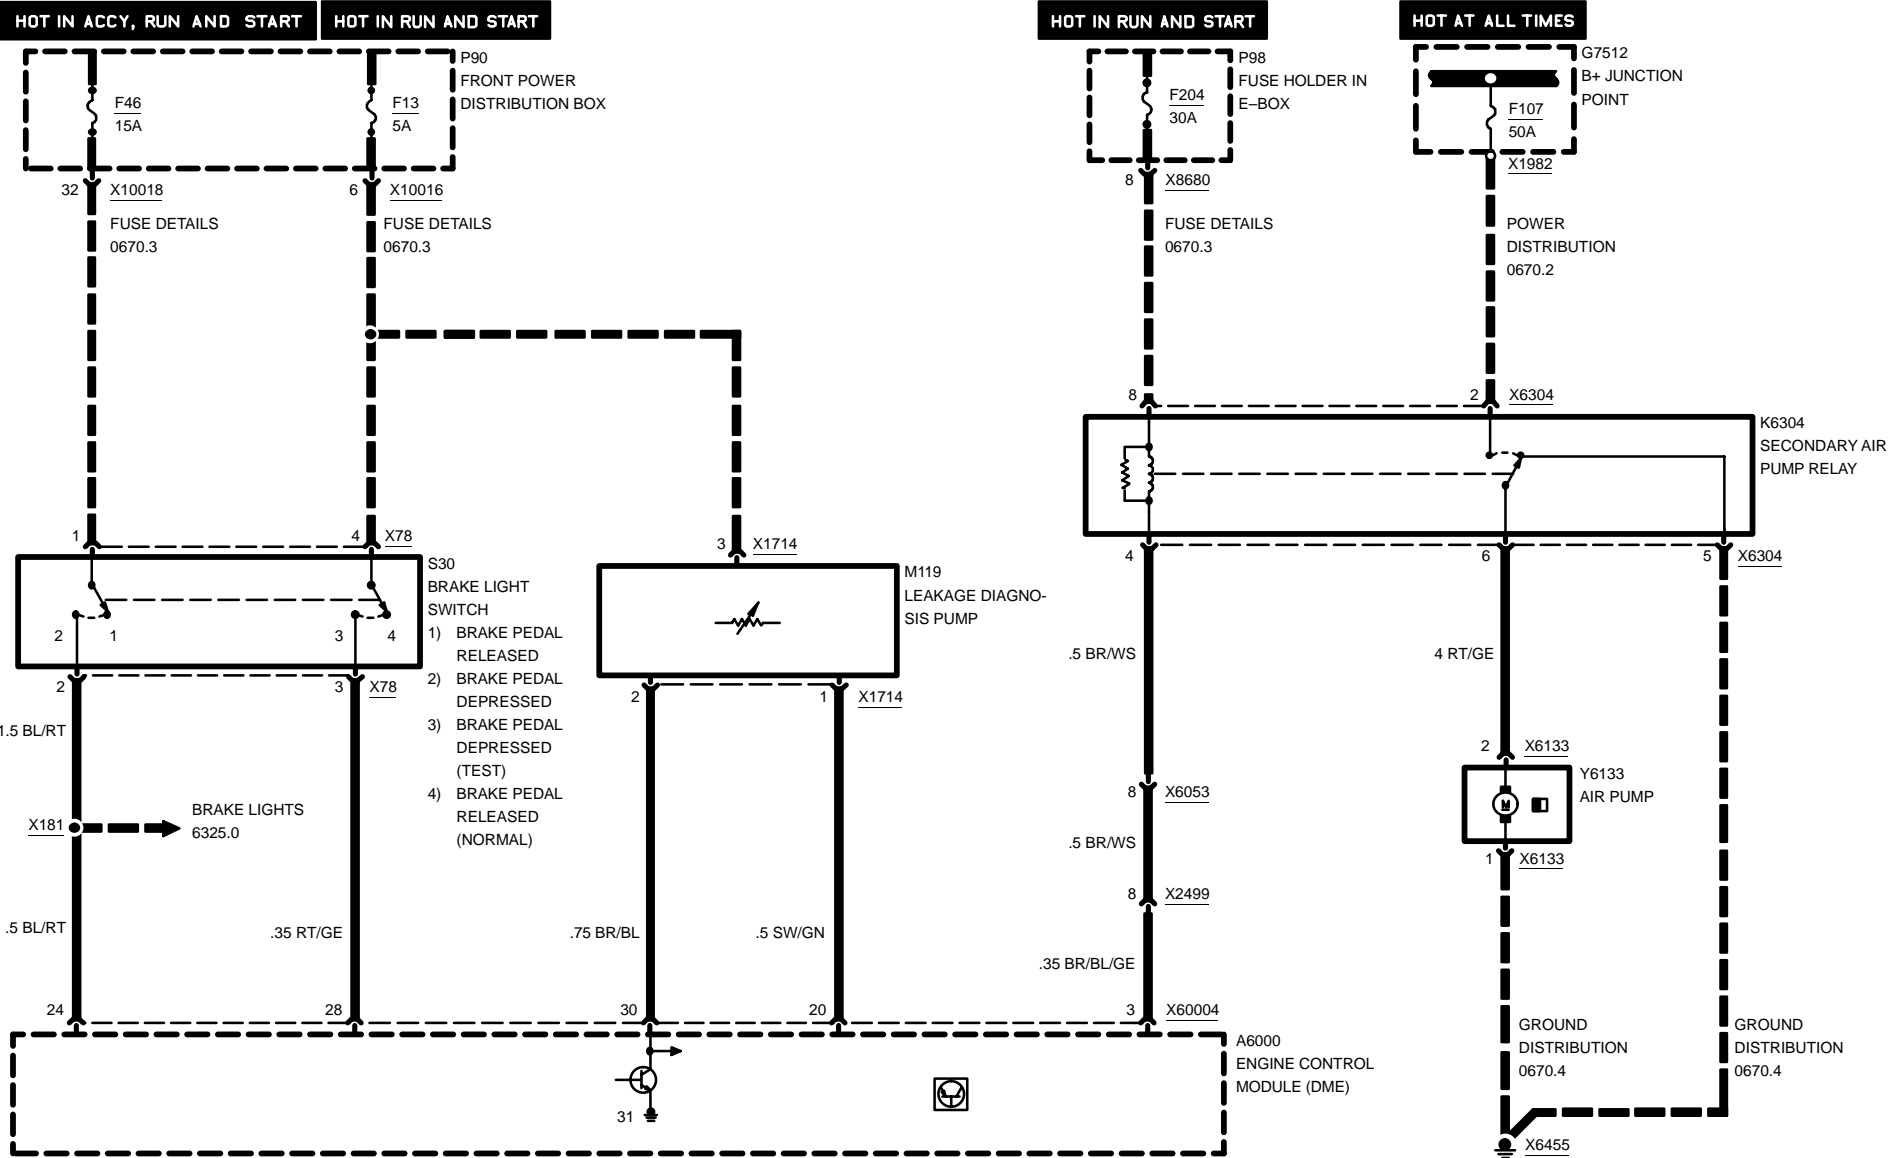 HOT IN ACCY, RUN AND START
HOT IN RUN AND START
HOT IN RUN AND START
HOT AT ALL TIMES
P90
FRONT POWER
DISTRIBUTION BOX
F46
15A
F13
5A
P98
FUSE HOLDER IN
E–BOX
F204
30A
G7512
B+ JUNCTION
POINT
F107
50A
X1982
32
X10018
6
X10016
8
X8680
FUSE DETAILS
0670.3
FUSE DETAILS
0670.3
FUSE DETAILS
0670.3
POWER
DISTRIBUTION
0670.2
8
2
X6304
K6304
SECONDARY AIR
PUMP RELAY
1
4
X78
3
X1714
4
6
5
X6304
S30
BRAKE LIGHT
SWITCH
1) BRAKE PEDAL
RELEASED
2) BRAKE PEDAL
DEPRESSED
3) BRAKE PEDAL
DEPRESSED
(TEST)
4) BRAKE PEDAL
RELEASED
(NORMAL)
2
1
3
4
M119
LEAKAGE DIAGNO-
SIS PUMP
2
3
X78
2
1
X1714
.5 BR/WS
4 RT/GE
1.5 BL/RT
2
X6133
Y6133
AIR PUMP
M
8
X6053
X181
BRAKE LIGHTS
6325.0
.5 BR/WS
1
X6133
8
X2499
.5 BL/RT
.35 RT/GE
.75 BR/BL
.5 SW/GN
.35 BR/BL/GE
24
28
30
20
3
X60004
A6000
ENGINE CONTROL
MODULE (DME)
31
GROUND
DISTRIBUTION
0670.4
GROUND
DISTRIBUTION
0670.4
X6455